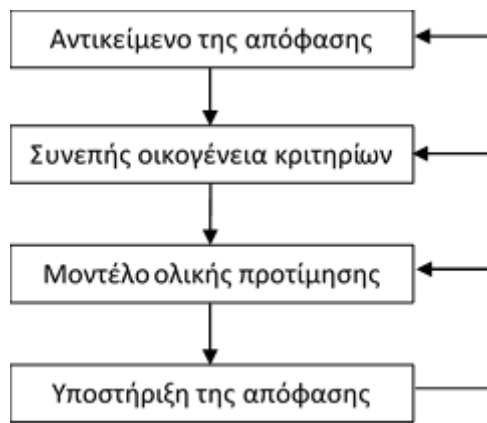 Αντικείμενο της απόφασης
Συνεπής οικογένεια κριτηρίων
Μοντέλο ολικής προτίμησης
Υποστήριξη της απόφασης